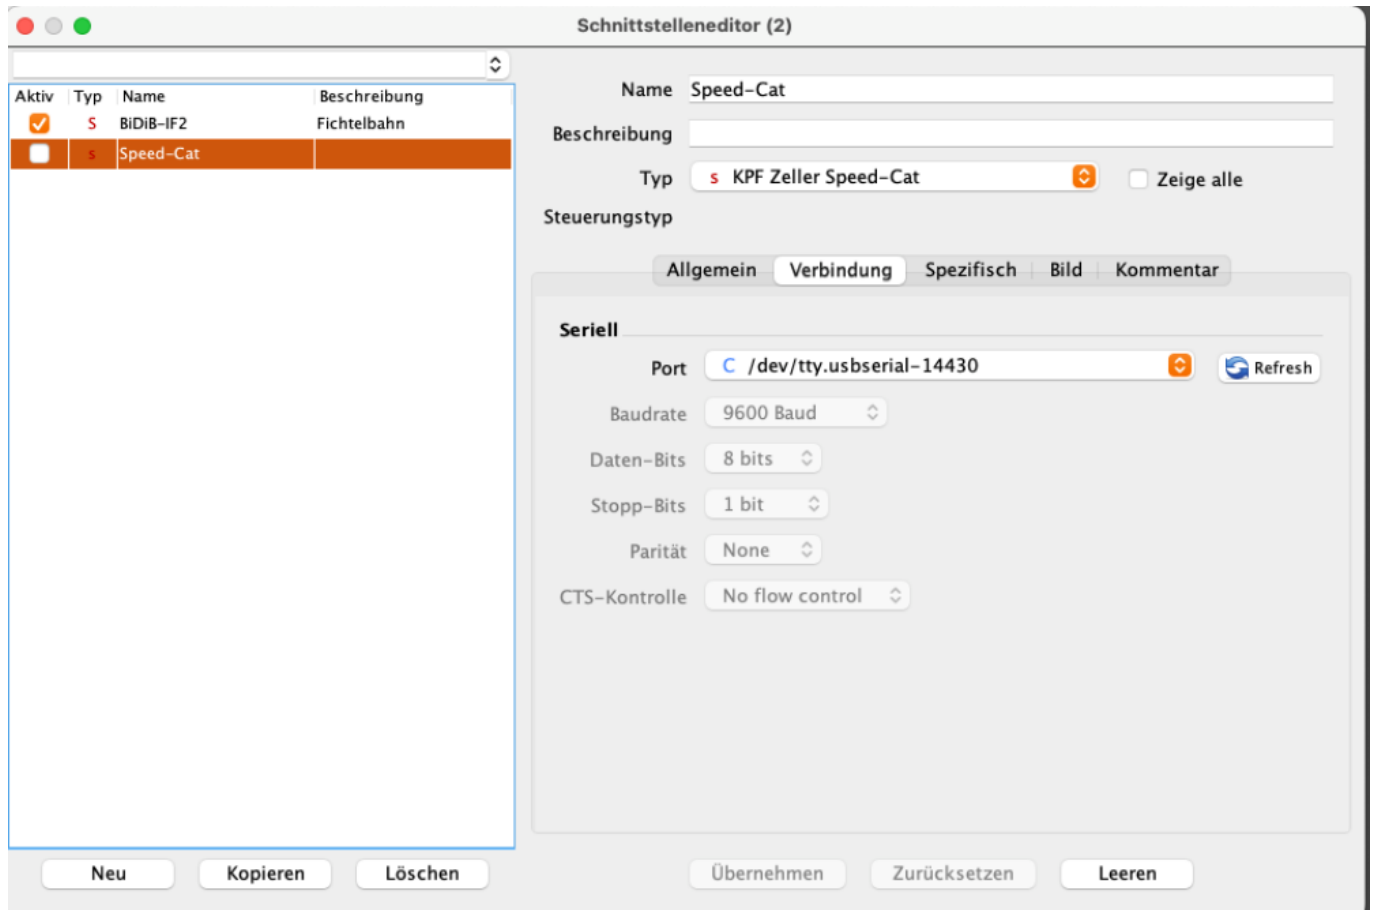 Schnittstelleneditor (2)
Aktiv Typ Name Beschreibung
S BiDiB-IF2 Fichtelbahn
s Speed-Cat
Name Speed-Cat
Beschreibung
Typ s KPF Zeller Speed-Cat Zeige alle
Steuerungstyp
Allgemein Verbindung Spezifisch Bild Kommentar
Seriell
Port C /dev/tty.usbserial-14430 Refresh
Baudrate 9600 Baud
Daten-Bits 8 bits
Stopp-Bits 1 bit
Parität None
CTS-Kontrolle No flow control
Neu Kopieren Löschen Übernehmen Zurücksetzen Leeren